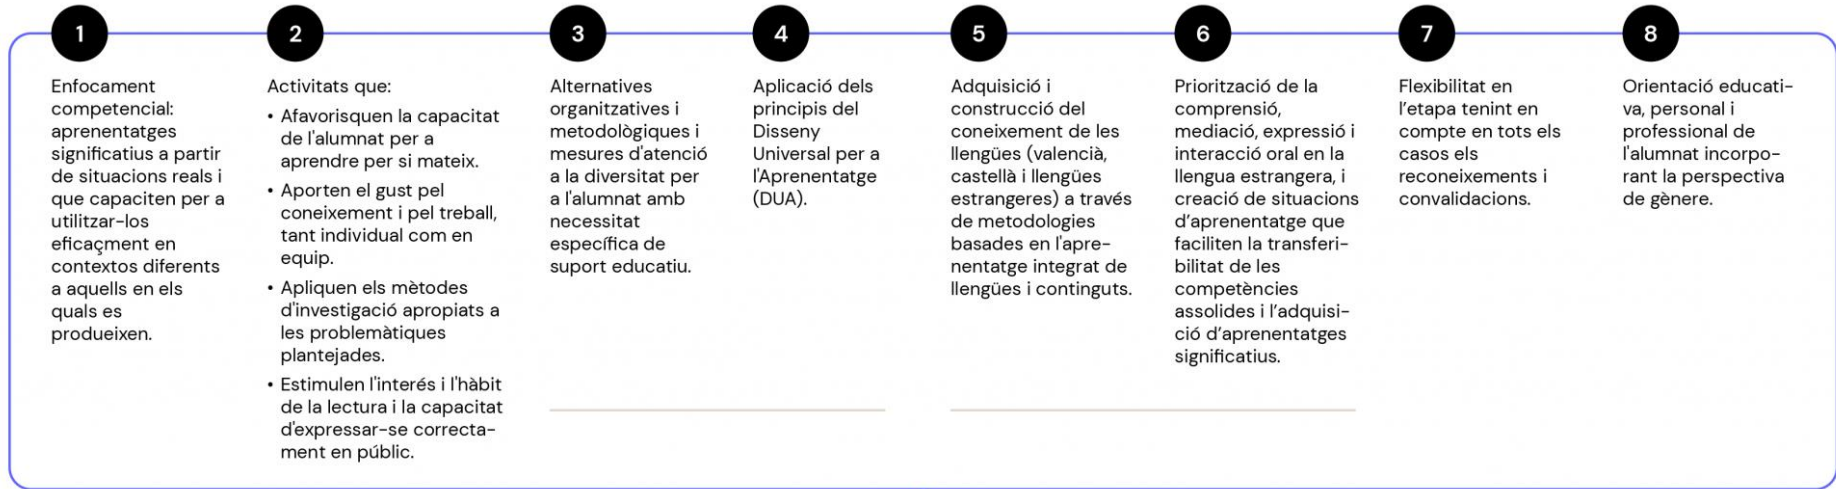 1
Enfocament
competencial:
aprenentatges
significatius a partir
de situacions reals i
que capaciten per a
utilitzar-los
eficaçment en
contextos diferents
a aquells en els
quals es
produeixen.
2
Activitats que:
• Afavorisquen la capacitat
de l'alumnat per a
aprendre per si mateix.
• Aporten el gust pel
coneixement i pel treball,
tant individual com en
equip.
• Apliquen els mètodes
d'investigació apropiats a
les problemàtiques
plantejades.
• Estimulen l'interés i l'hàbit
de la lectura i la capacitat
d'expressar-se correcta-
ment en públic.
3
Alternatives
organitzatives i
metodològiques i
mesures d'atenció
a la diversitat per
a l'alumnat amb
necessitat
específica de
suport educatiu.
4
Aplicació dels
principis del
Disseny
Universal per a
l'Aprenentatge
(DUA).
5
Adquisició i
construcció del
coneixement de les
llengües (valencià,
castellà i llengües
estrangeres) a través
de metodologies
basades en l'apre-
nentatge integrat de
llengües i continguts.
6
Priorització de la
comprensió,
mediació, expressió i
interacció oral en la
llengua estrangera, i
creació de situacions
d’aprenentatge que
faciliten la transferi-
bilitat de les
competències
assolides i l’adquisi-
ció d’aprenentatges
significatius.
7
Flexibilitat en
l’etapa tenint en
compte en tots els
casos els
reconeixements i
convalidacions.
8
Orientació educati-
va, personal i
professional de
l'alumnat incorpo-
rant la perspectiva
de gènere.